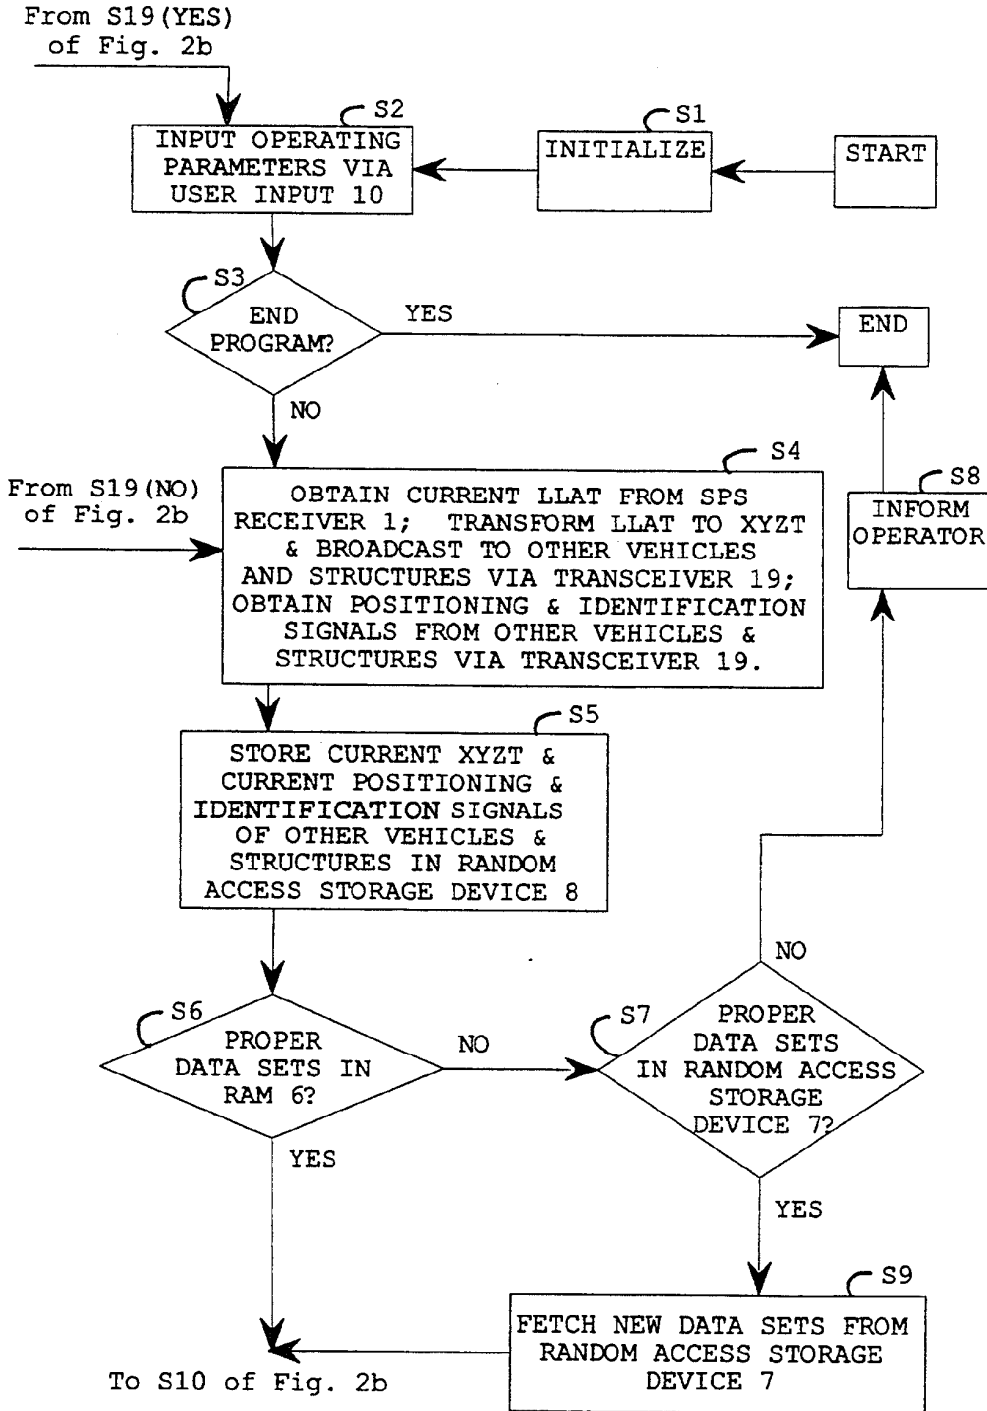 From S19(YES)
of Fig. 2b
S2
INPUT OPERATING
PARAMETERS VIA
USER INPUT 10
S1
INITIALIZE
START
S3
END
PROGRAM?
YES
END
NO
From S19(NO)
of Fig. 2b
S4
OBTAIN CURRENT LLAT FROM SPS
RECEIVER 1; TRANSFORM LLAT TO XYZT
& BROADCAST TO OTHER VEHICLES
AND STRUCTURES VIA TRANSCEIVER 19;
OBTAIN POSITIONING & IDENTIFICATION
SIGNALS FROM OTHER VEHICLES &
STRUCTURES VIA TRANSCEIVER 19.
S8
INFORM
OPERATOR
S5
STORE CURRENT XYZT &
CURRENT POSITIONING &
IDENTIFICATION SIGNALS
OF OTHER VEHICLES &
STRUCTURES IN RANDOM
ACCESS STORAGE DEVICE 8
S6
PROPER
DATA SETS IN
RAM 6?
NO
YES
S7
PROPER
DATA SETS
IN RANDOM ACCESS
STORAGE
DEVICE 7?
NO
YES
S9
FETCH NEW DATA SETS FROM
RANDOM ACCESS STORAGE
DEVICE 7
To S10 of Fig. 2b